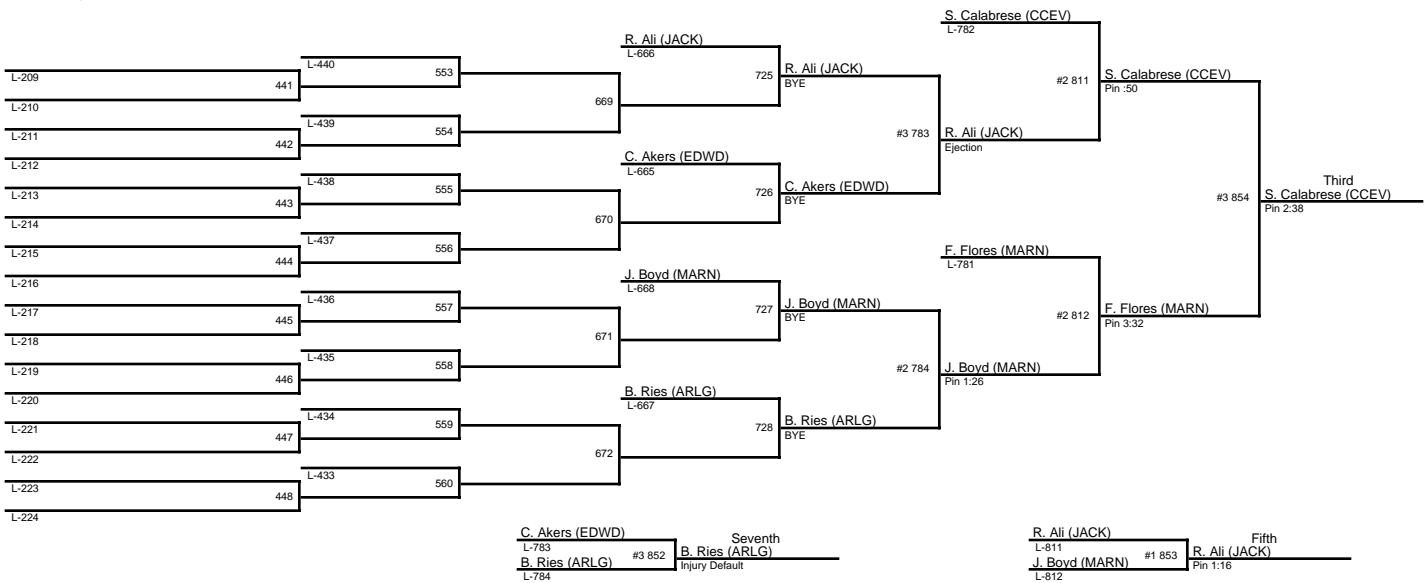 S. Calabrese (CCEV)
L-782
R. Ali (JACK)
L-666
L-440
553
725
R. Ali (JACK)
BYE
#2 811
S. Calabrese (CCEV)
Pin :50
L-209
441
L-210
669
L-439
554
L-211
442
L-212
#3 783
R. Ali (JACK)
Ejection
C. Akers (EDWD)
L-665
L-438
555
726
C. Akers (EDWD)
BYE
L-213
443
L-214
670
L-437
556
L-215
444
L-216
Third
#3 854
S. Calabrese (CCEV)
Pin 2:38
F. Flores (MARN)
L-781
J. Boyd (MARN)
L-668
L-436
557
727
J. Boyd (MARN)
BYE
#2 812
F. Flores (MARN)
Pin 3:32
L-217
445
L-218
671
L-435
558
L-219
446
L-220
#2 784
J. Boyd (MARN)
Pin 1:26
B. Ries (ARLG)
L-667
L-434
559
728
B. Ries (ARLG)
BYE
L-221
447
L-222
672
L-433
560
L-223
448
L-224
C. Akers (EDWD)
L-783
Seventh
#3 852
B. Ries (ARLG)
Injury Default
B. Ries (ARLG)
L-784
R. Ali (JACK)
L-811
Fifth
#1 853
R. Ali (JACK)
Pin 1:16
J. Boyd (MARN)
L-812